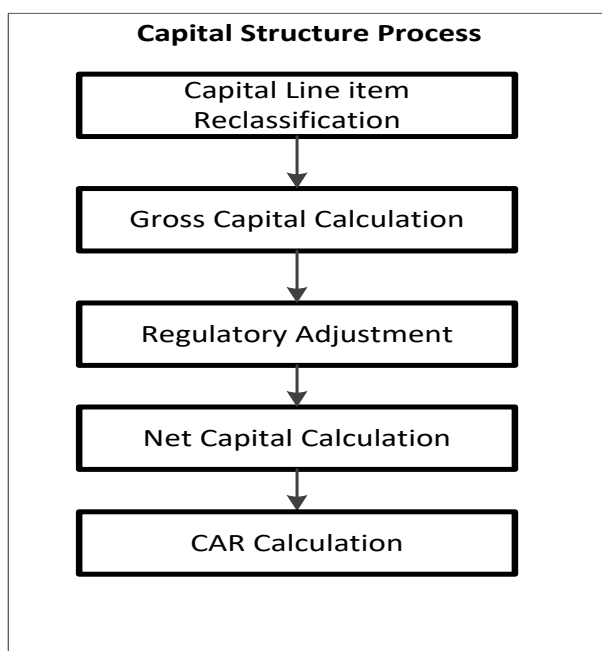 Capital Structure Process
Capital Line item
Reclassification
Gross Capital Calculation
Regulatory Adjustment
Net Capital Calculation
CAR Calculation